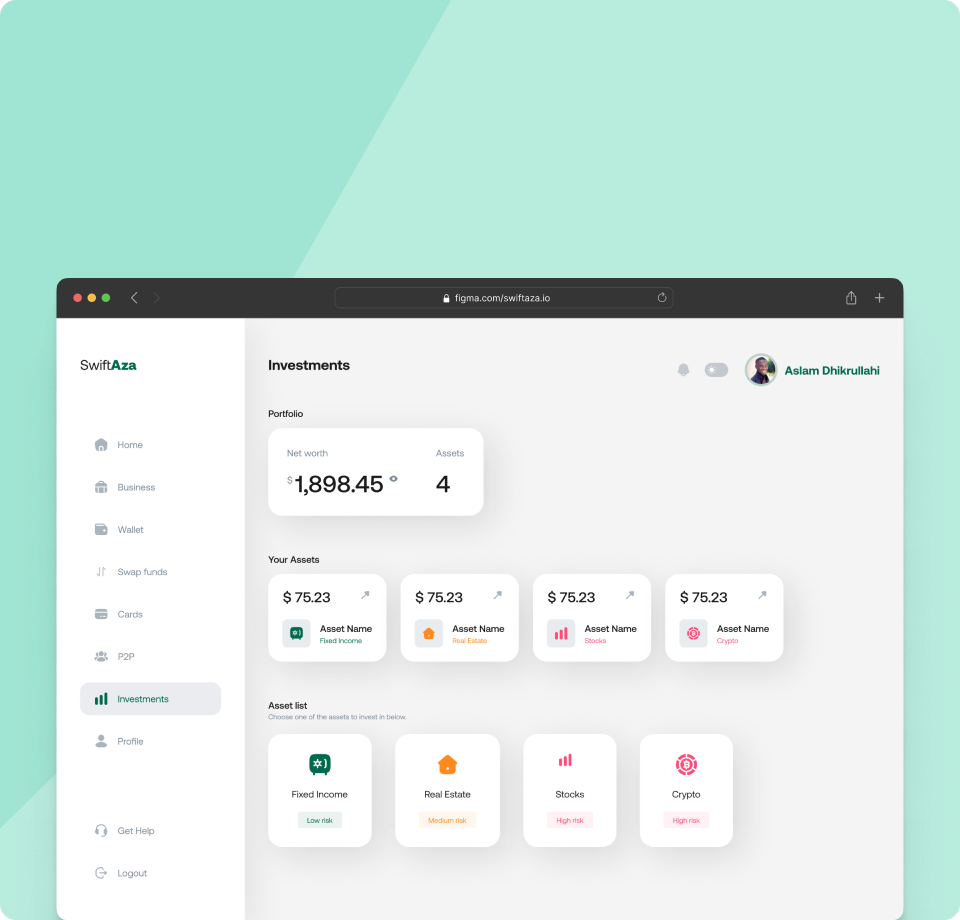 figma.com/swiftaza.io
SwiftAza
Home
Business
Wallet
Swap funds
Cards
P2P
Investments
Profile
Get Help
Logout
Investments
Aslam Dhikrullahi
Portfolio
Net worth
Assets
$1,898.45
4
Your Assets
$ 75.23
Asset Name
Fixed Income
$ 75.23
Asset Name
Real Estate
$ 75.23
Asset Name
Stocks
$ 75.23
Asset Name
Crypto
Asset list
Choose one of the assets to invest in below.
Fixed Income
Low risk
Real Estate
Medium risk
Stocks
High risk
Crypto
High risk